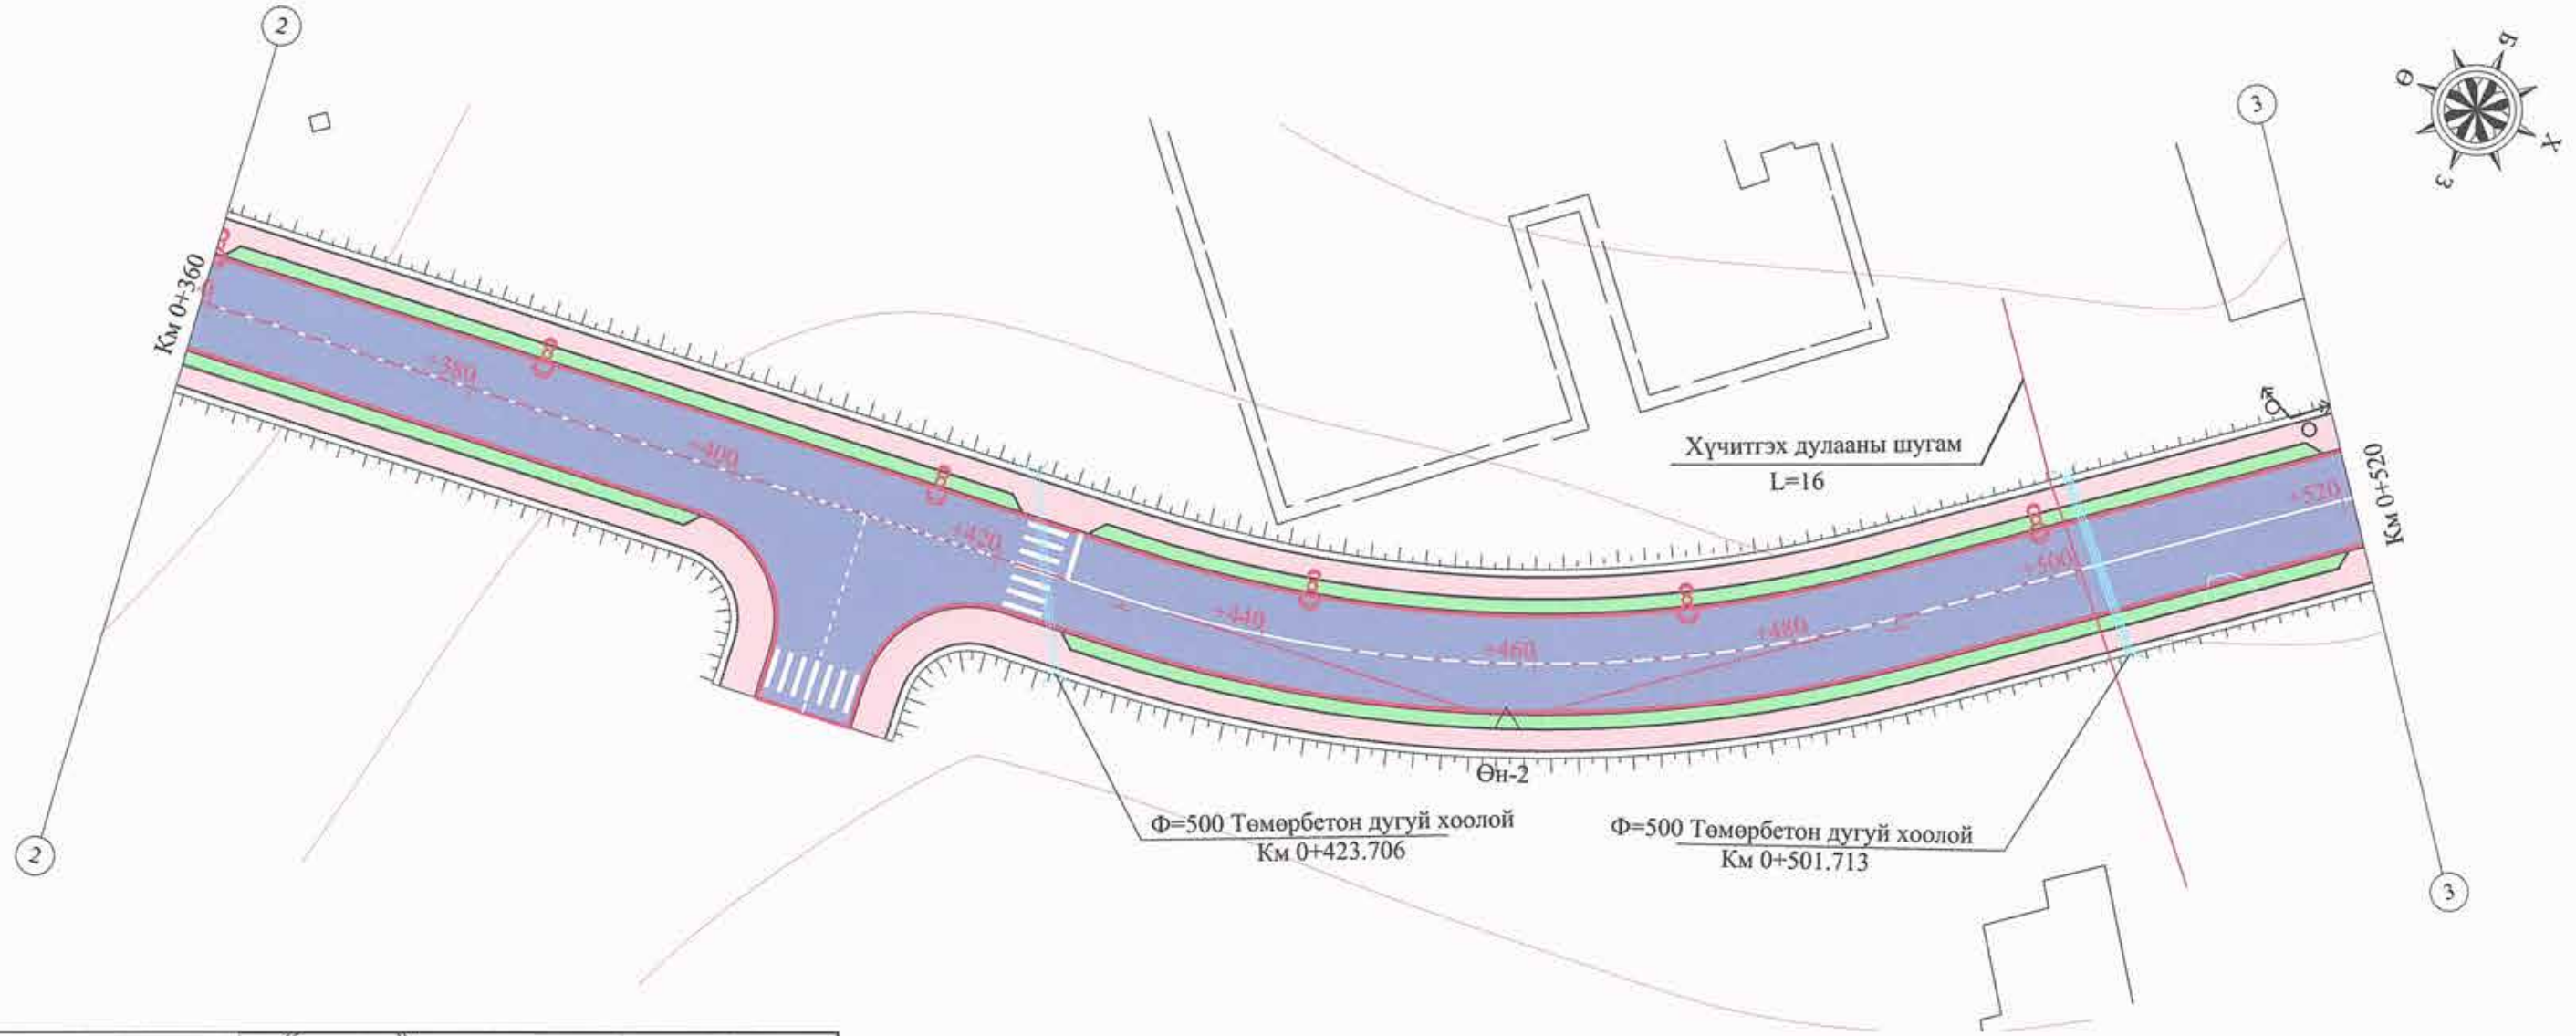 2
3
Б
Ө
Х
З
Км 0+360
+380
+400
+420
+440
+460
+480
+500
+520
Км 0+520
Хүчитгэх дулааны шугам
L=16
Өн-2
Ф=500 Төмөрбетон дугуй хоолой
Км 0+423.706
Ф=500 Төмөрбетон дугуй хоолой
Км 0+501.713
2
3